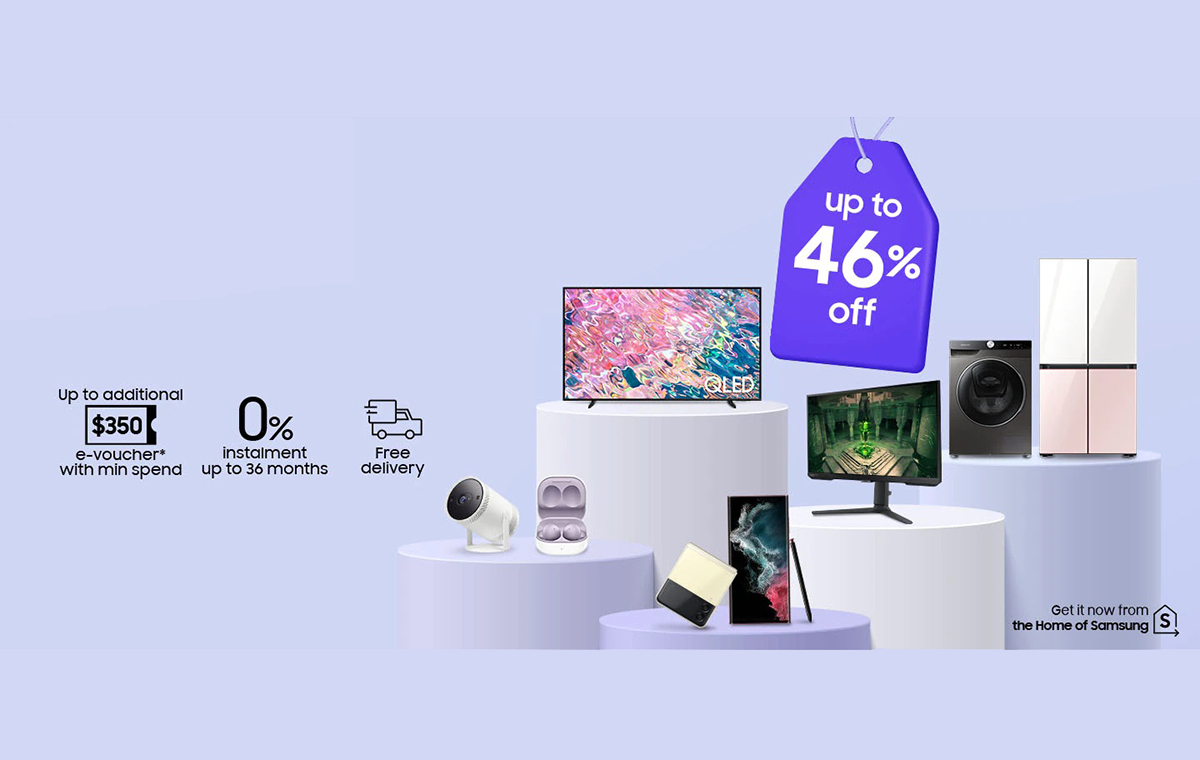 up to
46%
off
QLED
Up to additional
$350
e-voucher*
with min spend
0%
instalment
up to 36 months
Free
delivery
Get it now from
the Home of Samsung
S